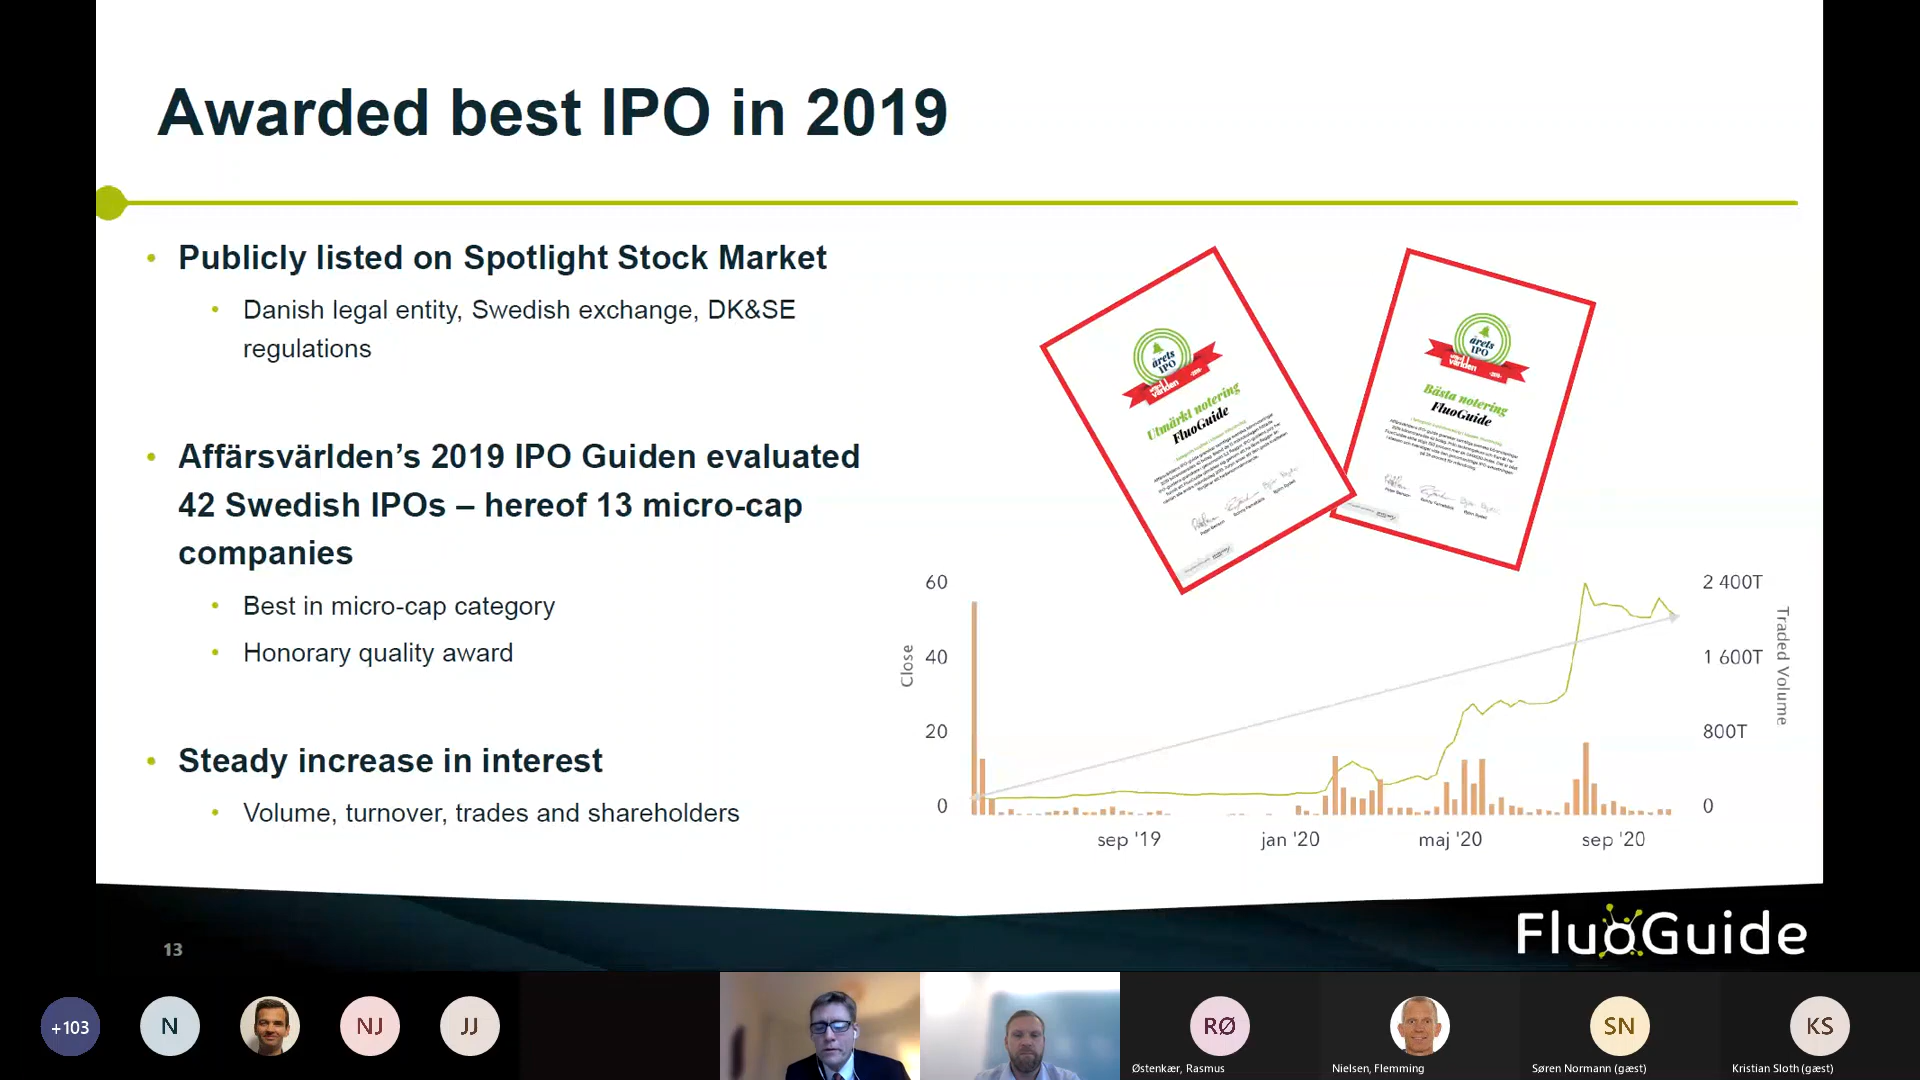 Awarded best IPO in 2019
• Publicly listed on Spotlight Stock Market
• Danish legal entity, Swedish exchange, DK&SE
regulations
• Affärsvärlden’s 2019 IPO Guiden evaluated
42 Swedish IPOs – hereof 13 micro-cap
companies
• Best in micro-cap category
• Honorary quality award
• Steady increase in interest
• Volume, turnover, trades and shareholders
årets
IPO
världen
Utmärkt notering
FluoGuide
årets
IPO
världen
Bästa notering
FluoGuide
60
40
20
0
Close
2 400T
1 600T
800T
0
Traded Volume
sep '19
jan '20
maj '20
sep '20
13
FluoGuide
+103
N
NJ
JJ
RØ
Østenkær, Rasmus
Nielsen, Flemming
SN
Søren Normann (gæst)
KS
Kristian Sloth (gæst)